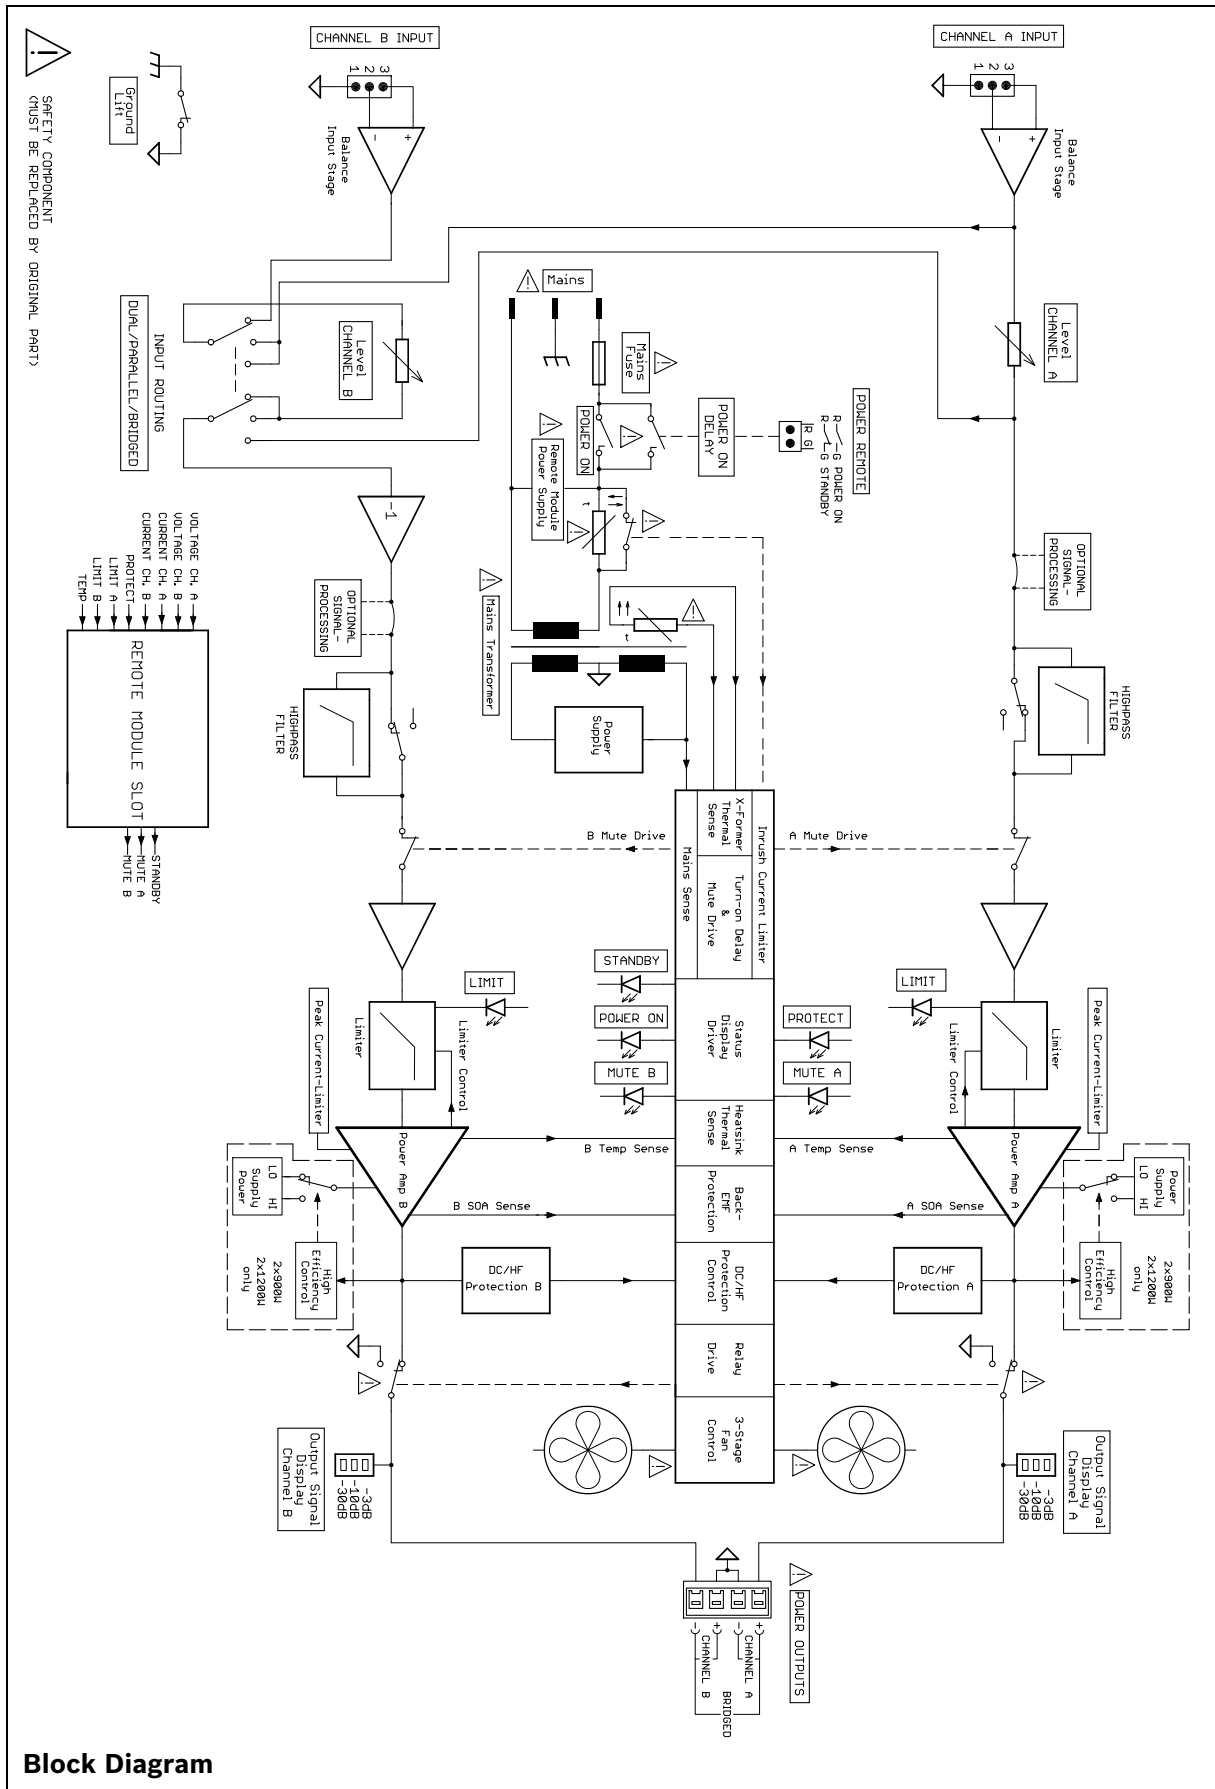 CHANNEL B INPUT
CHANNEL A INPUT
1 2 3
1 2 3
- +
- +
Balance
Input Stage
Balance
Input Stage
SAFETY COMPONENT
(MUST BE REPLACED BY ORIGINAL PART)
Ground
Lift
Mains
Mains
Fuse
Level
CHANNEL B
Level
CHANNEL A
INPUT ROUTING
DUAL/PARALLEL/BRIDGED
POWER ON
POWER ON
DELAY
R G
POWER REMOTE
R G POWER ON
R G STANDBY
Remote Module
Power Supply
t
t
Mains Transformer
Power
Supply
-1
OPTIONAL
SIGNAL-
PROCESSING
OPTIONAL
SIGNAL-
PROCESSING
HIGHPASS
FILTER
HIGHPASS
FILTER
VOLTAGE CH. A
VOLTAGE CH. B
CURRENT CH. A
CURRENT CH. B
PROTECT
LIMIT A
LIMIT B
TEMP
REMOTE MODULE SLOT
STANDBY
MUTE A
MUTE B
B Mute Drive
A Mute Drive
Inrush Current Limiter
X-Former
Thermal
Sense
Turn-on Delay
&
Mute Drive
Mains Sense
STANDBY
POWER ON
MUTE B
PROTECT
MUTE A
Status
Display
Driver
LIMIT
LIMIT
Limiter
Limiter
Limiter Control
Limiter Control
Peak Current-Limiter
Peak Current-Limiter
Power Amp B
Power Amp A
B Temp Sense
A Temp Sense
Heatsink
Thermal
Sense
B SOA Sense
A SOA Sense
Back-
EMF
Protection
Power
Supply
LO HI
Power
Supply
LO HI
High
Efficiency
Control
High
Efficiency
Control
2x900W
2x1200W
only
2x900W
2x1200W
only
DC/HF
Protection B
DC/HF
Protection A
DC/HF
Protection
Control
Relay
Drive
3-Stage
Fan
Control
Output Signal
Display
Channel B
-3dB
-10dB
-30dB
Output Signal
Display
Channel A
-3dB
-10dB
-30dB
POWER OUTPUTS
- + - +
CHANNEL B
CHANNEL A
BRIDGED
Block Diagram